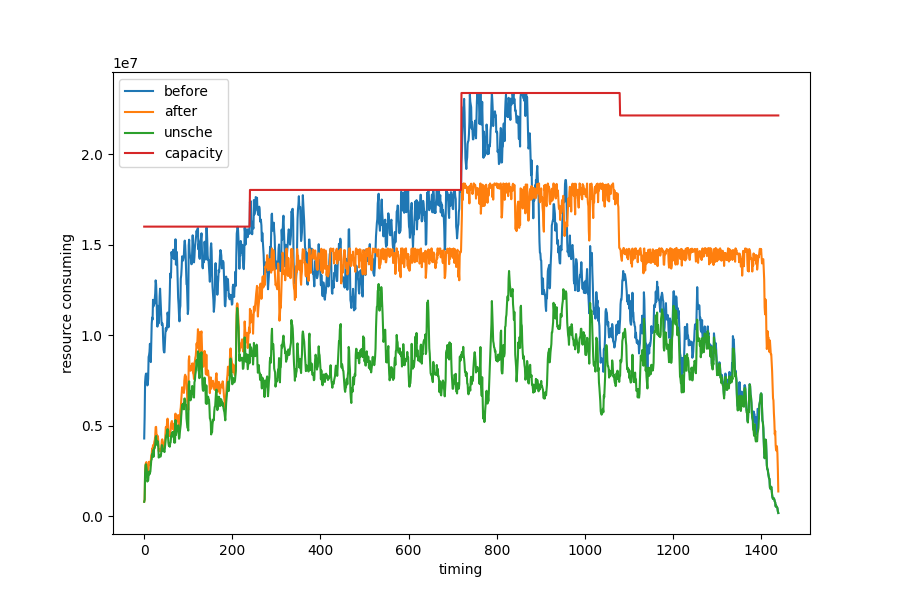 1e7
before
after
unsche
capacity
2.0
1.5
1.0
0.5
0.0
resource consuming
0 200 400 600 800 1000 1200 1400
timing